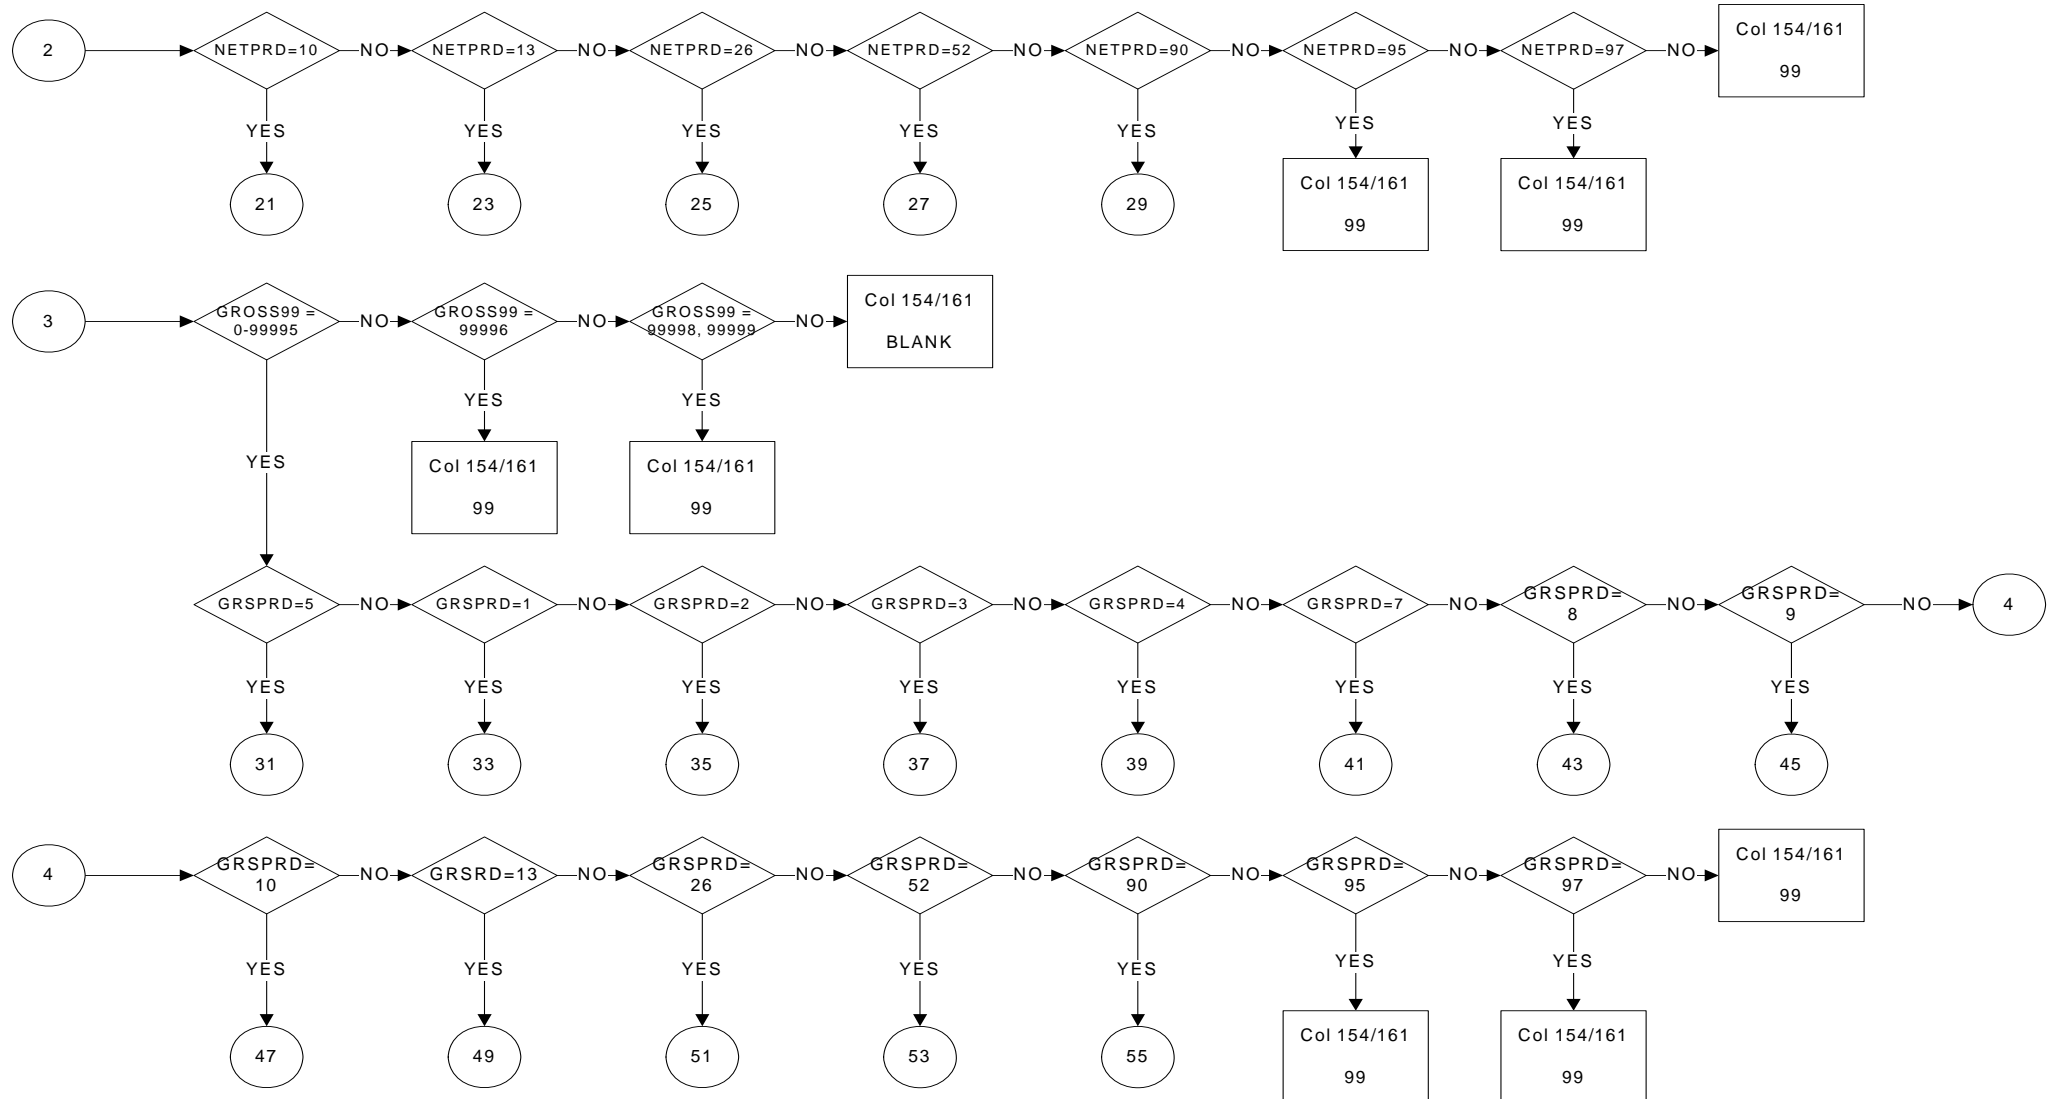 2
NETPRD=10
NO
NETPRD=13
NO
NETPRD=26
NO
NETPRD=52
NO
NETPRD=90
NO
NETPRD=95
NO
NETPRD=97
NO
Col 154/161
99
YES
YES
YES
YES
YES
YES
YES
21
23
25
27
29
Col 154/161
99
Col 154/161
99
3
GROSS99 =
0-99995
NO
GROSS99 =
99996
NO
GROSS99 =
99998, 99999
NO
Col 154/161
BLANK
YES
YES
YES
Col 154/161
99
Col 154/161
99
GRSPRD=5
NO
GRSPRD=1
NO
GRSPRD=2
NO
GRSPRD=3
NO
GRSPRD=4
NO
GRSPRD=7
NO
GRSPRD=
8
NO
GRSPRD=
9
NO
4
YES
YES
YES
YES
YES
YES
YES
YES
31
33
35
37
39
41
43
45
4
GRSPRD=
10
NO
GRSRD=13
NO
GRSPRD=
26
NO
GRSPRD=
52
NO
GRSPRD=
90
NO
GRSPRD=
95
NO
GRSPRD=
97
NO
Col 154/161
99
YES
YES
YES
YES
YES
YES
YES
47
49
51
53
55
Col 154/161
99
Col 154/161
99